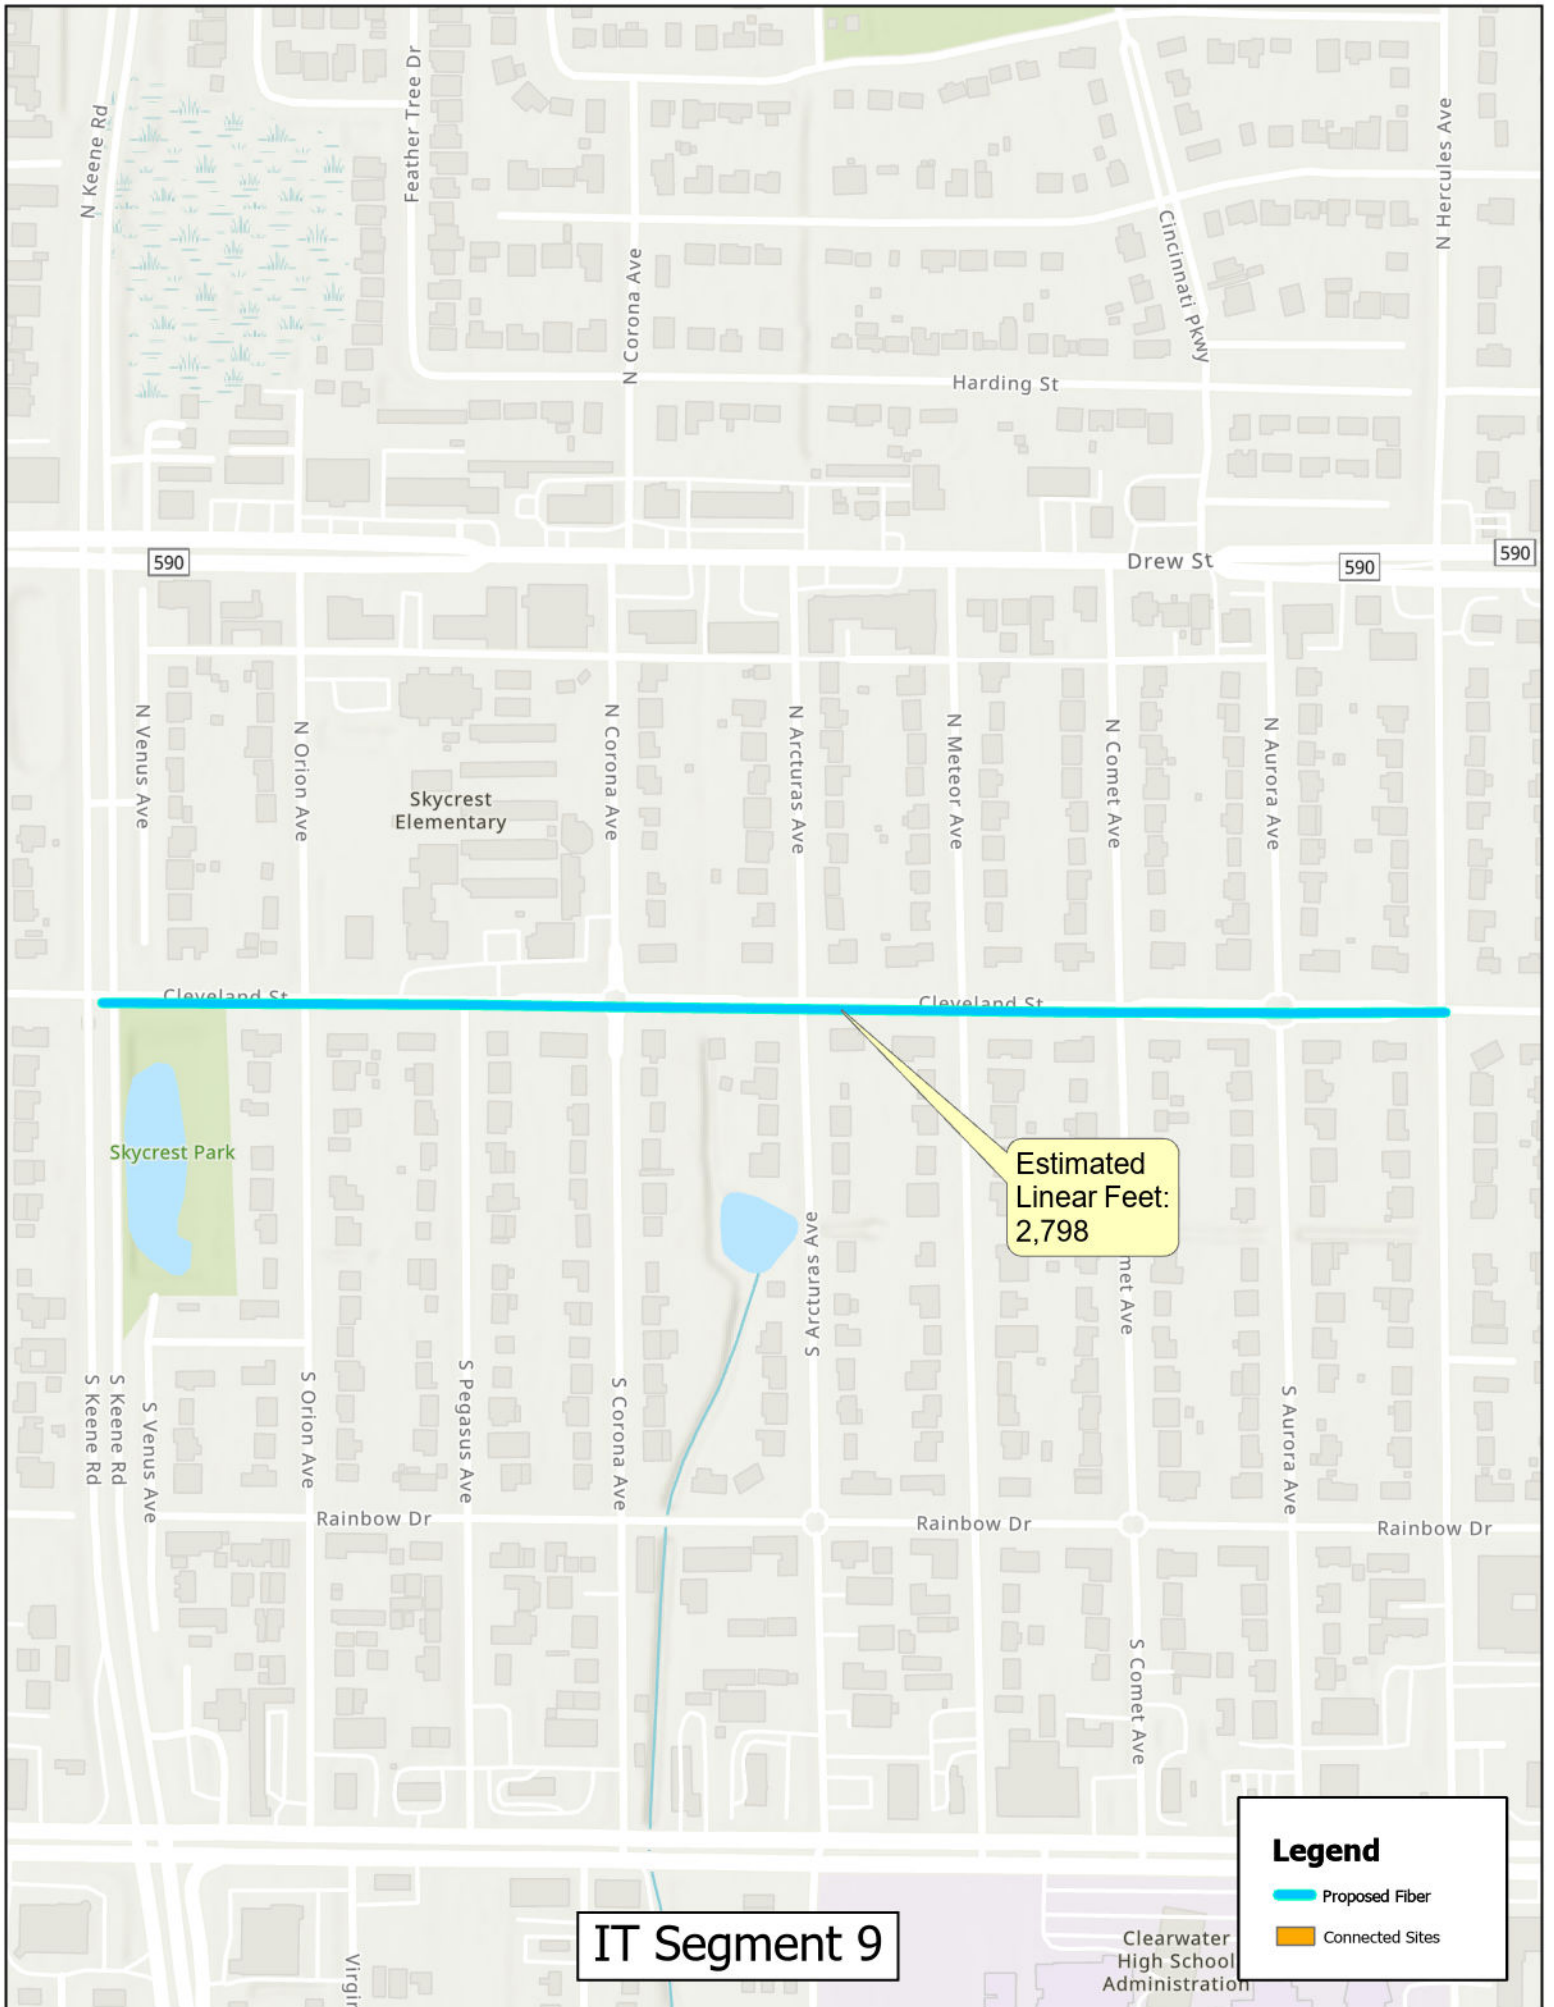 N Keene Rd
Feather Tree Dr
N Hercules Ave
Cincinnati Pkwy
N Corona Ave
Harding St
590
Drew St
590
590
N Venus Ave
N Orion Ave
N Corona Ave
N Arcturas Ave
N Meteor Ave
N Comet Ave
N Aurora Ave
Skycrest
Elementary
Cleveland St
Cleveland St
Skycrest Park
Estimated
Linear Feet:
2,798
S Arcturas Ave
met Ave
S Keene Rd
S Keene Rd
S Venus Ave
S Orion Ave
S Pegasus Ave
S Corona Ave
S Aurora Ave
Rainbow Dr
Rainbow Dr
Rainbow Dr
S Comet Ave
Legend
Proposed Fiber
Connected Sites
IT Segment 9
Clearwater
High School
Administration
Virgin